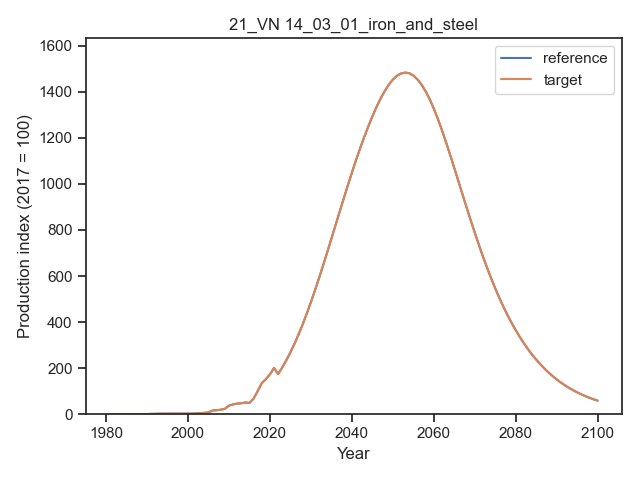 21_VN 14_03_01_iron_and_steel
1600
1400
1200
1000
800
600
400
200
0
Production index (2017 = 100)
reference
target
1980 2000 2020 2040 2060 2080 2100
Year